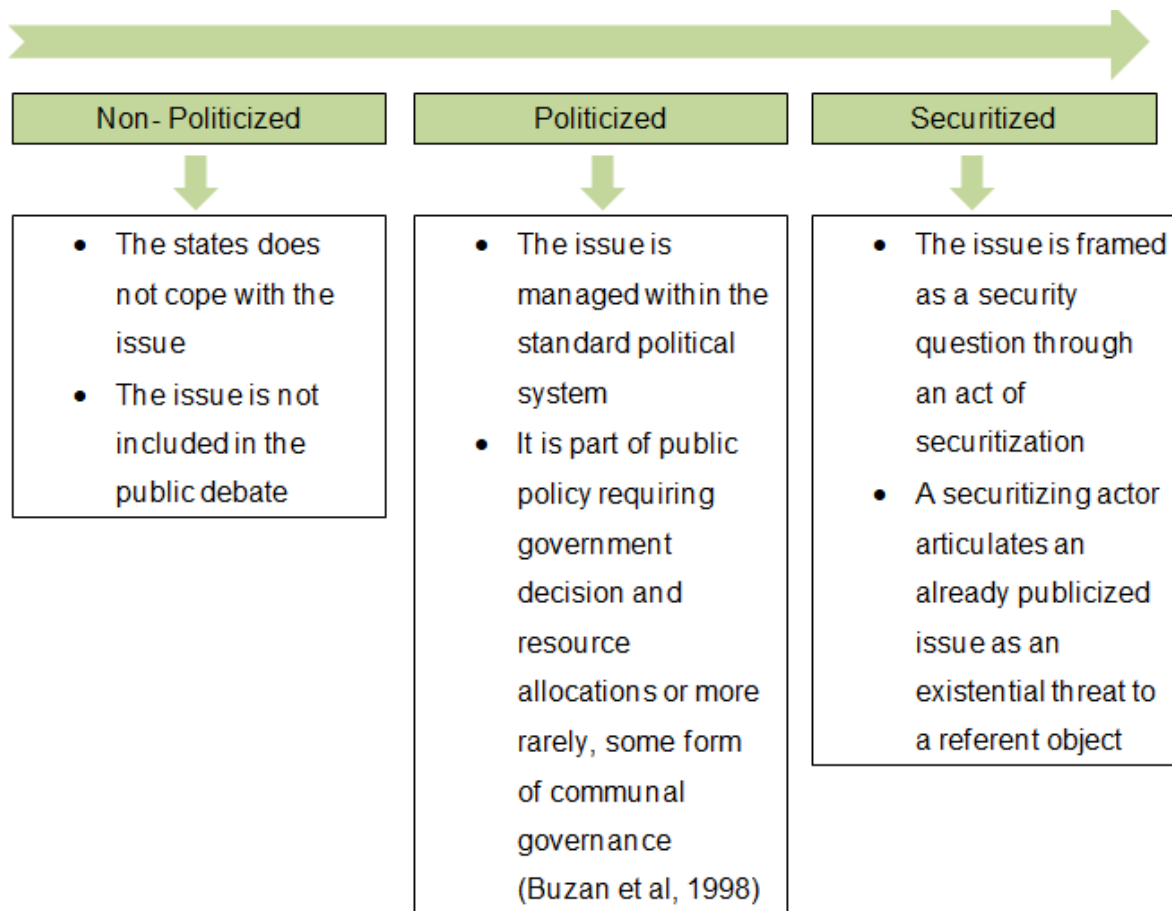 Non- Politicized
The states does
not cope with the
issue
The issue is not
included in the
public debate
Politicized
The issue is
managed within the
standard political
system
It is part of public
policy requiring
government
decision and
resource
allocations or more
rarely, some form
of communal
governance
(Buzan et al, 1998)
Securitized
The issue is framed
as a security
question through
an act of
securitization
A securitizing actor
articulates an
already publicized
issue as an
existential threat to
a referent object